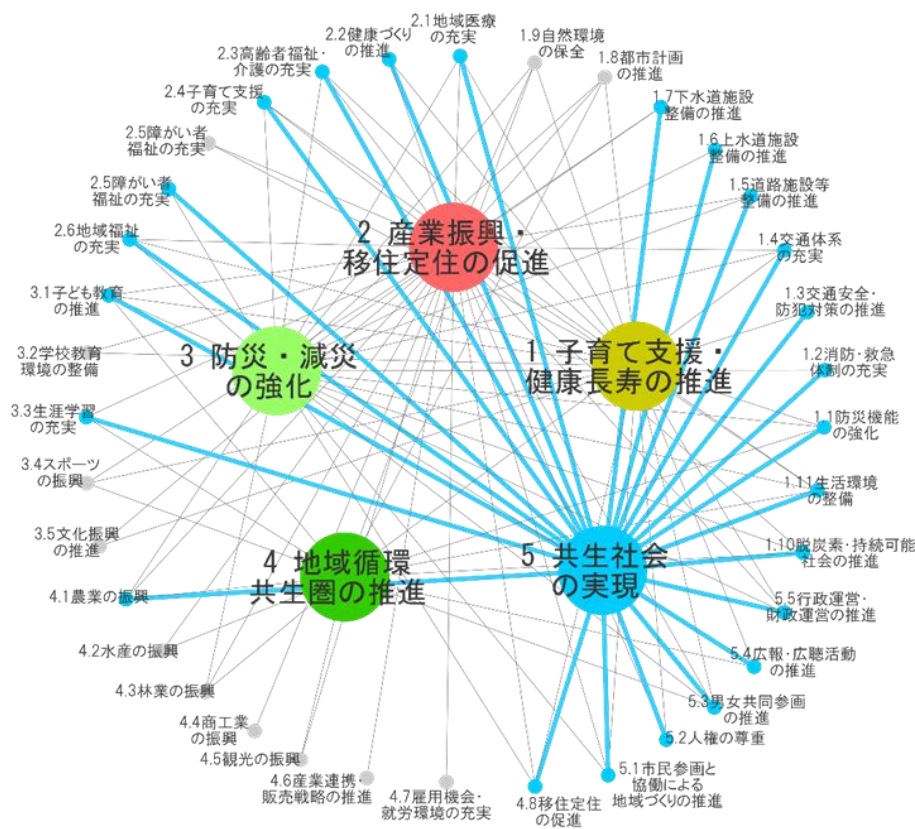 2.1地域医療
の充実
1.9自然環境
の保全
1.8都市計画
の推進
1.7下水道施設
整備の推進
1.6上水道施設
整備の推進
1.5道路施設等
整備の推進
1.4交通体系
の充実
1.3交通安全・
防犯対策の推進
1.2消防・救急
体制の充実
1.1防災機能
の強化
1.11生活環境
の整備
1.10脱炭素・持続可能
社会の推進
5.5行政運営・
財政運営の推進
5.4広報・広聴活動
の推進
5.3男女共同参画
の推進
5.2人権の尊重
5.1市民参画と
協働による
地域づくりの推進
4.8移住定住
の促進
4.7雇用機会・
就労環境の充実
4.6産業連携・
販売戦略の推進
4.5観光の振興
4.4商工業
の振興
4.3林業の振興
4.2水産の振興
4.1農業の振興
3.5文化振興
の推進
3.4スポーツ
の振興
3.3生涯学習
の充実
3.2学校教育
環境の整備
3.1子ども教育
の推進
2.6地域福祉
の充実
2.5障がい者
福祉の充実
2.5障がい者
福祉の充実
2.4子育て支援
の充実
2.3高齢者福祉・
介護の充実
2.2健康づくり
の推進
2 産業振興・
移住定住の促進
1 子育て支援・
健康長寿の推進
3 防災・減災
の強化
4 地域循環
共生圏の推進
5 共生社会
の実現